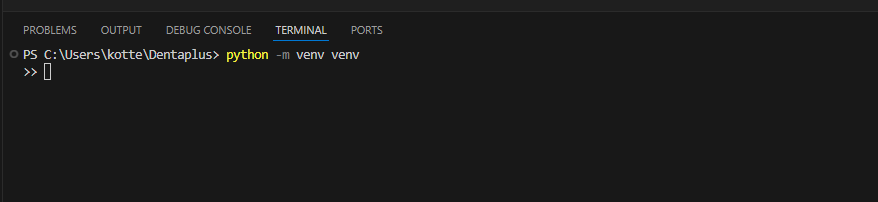 PROBLEMS OUTPUT DEBUG CONSOLE TERMINAL PORTS
PS C:\Users\kotte\Dentaplus> python -m venv venv
>>